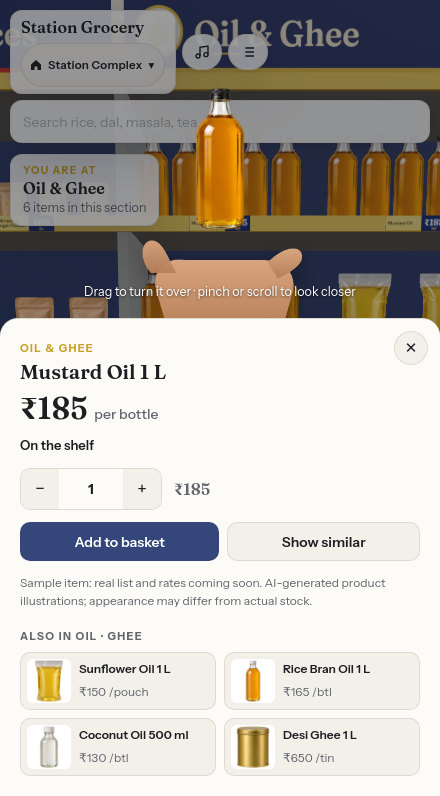 Oil & Ghee
Station Grocery
Station Complex ▾
Search rice, dal, masala, tea
YOU ARE AT
Oil & Ghee
6 items in this section
Mustard Oil
Drag to turn it over · pinch or scroll to look closer
OIL & GHEE
Mustard Oil 1 L
₹185 per bottle
On the shelf
− 1 + ₹185
Add to basket
Show similar
Sample item: real list and rates coming soon. AI-generated product
illustrations; appearance may differ from actual stock.
ALSO IN OIL · GHEE
Sunflower Oil 1 L
₹150 /pouch
Rice Bran Oil 1 L
₹165 /btl
Coconut Oil 500 ml
₹130 /btl
Desi Ghee 1 L
₹650 /tin